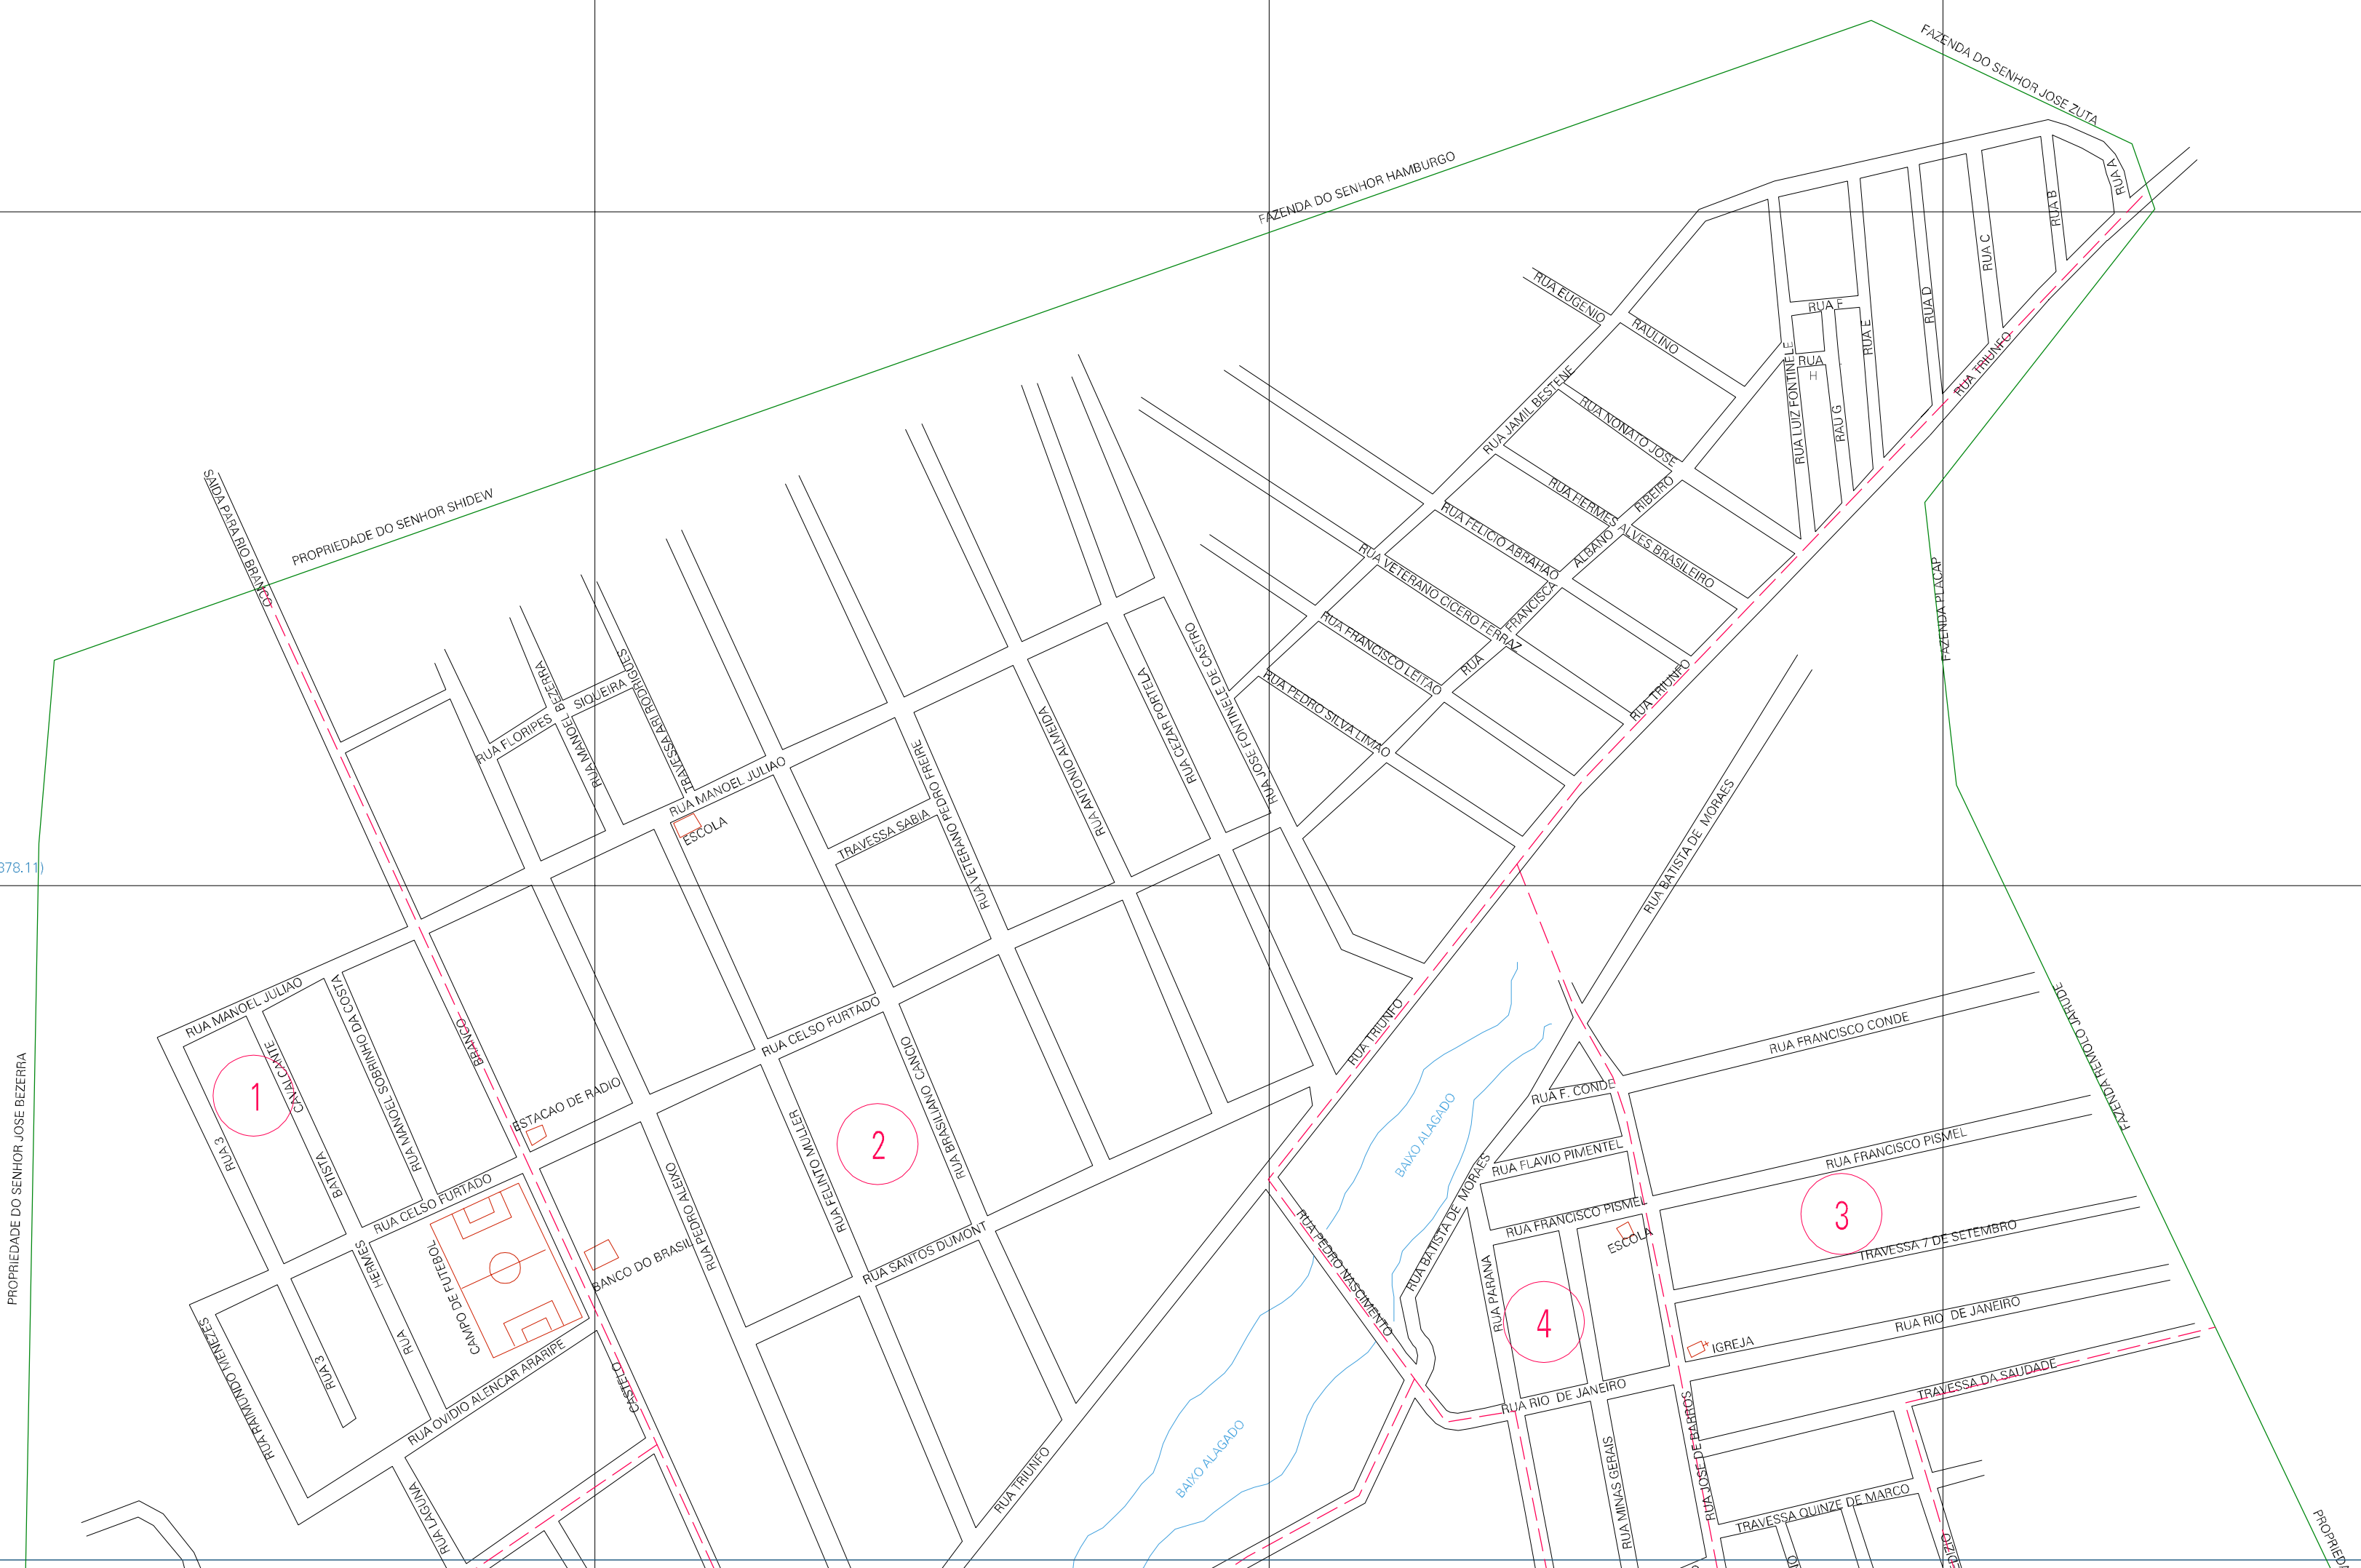 FAZENDA DO SENHOR JOSE ZUTA
FAZENDA DO SENHOR HAMBURGO
RUA A
RUA B
RUA C
RUA D
RUA E
RUA F
RUA
H
RAU G
RUA LUIZ FONTINELE
RUA TRIUNFO
RUA EUGENIO
RAULINO
RUA JAMIL BESTENE
RUA NONATO JOSE
RUA HERMES ALVES BRASILEIRO
RUA FELICIO ABRAHAO
RUA VETERANO CICERO FERRAZ
RUA FRANCISCO LEITAO
RUA PEDRO SILVA LIMAO
RUA FRANCISCA ALBANO RIBEIRO
RUA TRIUNFO
FAZENDA PLACAP
PROPRIEDADE DO SENHOR SHIDEW
SAIDA PARA RIO BRANCO
RUA FLORIPES SIQUEIRA
RUA MANOEL BEZERRA
TRAVESSA ARI RODRIGUES
RUA MANOEL JULIAO
ESCOLA
TRAVESSA SABIA
RUA VETERANO PEDRO FREIRE
RUA ANTONIO ALMEIDA
RUA CEZAR PORTELA
RUA JOSE FONTINELE DE CASTRO
378.11)
RUA BATISTA DE MORAES
RUA MANOEL JULIAO
RUA 3
CAVALCANTE
BATISTA
HERMES
RUA
RUA MANOEL SOBRINHO DA COSTA
BRANCO
CASTELO
1
ESTACAO DE RADIO
RUA CELSO FURTADO
RUA CELSO FURTADO
RUA BRASILIANO CANCIO
RUA FELINTO MULLER
RUA PEDRO ALEIXO
2
RUA SANTOS DUMONT
BANCO DO BRASIL
CAMPO DE FUTEBOL
RUA OVIDIO ALENCAR ARARIPE
RUA RAIMUNDO MENEZES
RUA 3
RUA LAGUNA
PROPRIEDADE DO SENHOR JOSE BEZERRA
RUA TRIUNFO
RUA TRIUNFO
BAIXO ALAGADO
BAIXO ALAGADO
RUA PEDRO NASCIMENTO
RUA BATISTA DE MORAES
RUA F. CONDE
RUA FLAVIO PIMENTEL
RUA FRANCISCO PISMEL
ESCOLA
RUA PARANA
4
RUA RIO DE JANEIRO
RUA MINAS GERAIS
RUA JOSE DE BARROS
RUA FRANCISCO CONDE
RUA FRANCISCO PISMEL
3
TRAVESSA 7 DE SETEMBRO
RUA RIO DE JANEIRO
IGREJA
TRAVESSA DA SAUDADE
TRAVESSA QUINZE DE MARCO
FAZENDA REMOLO JARUDE